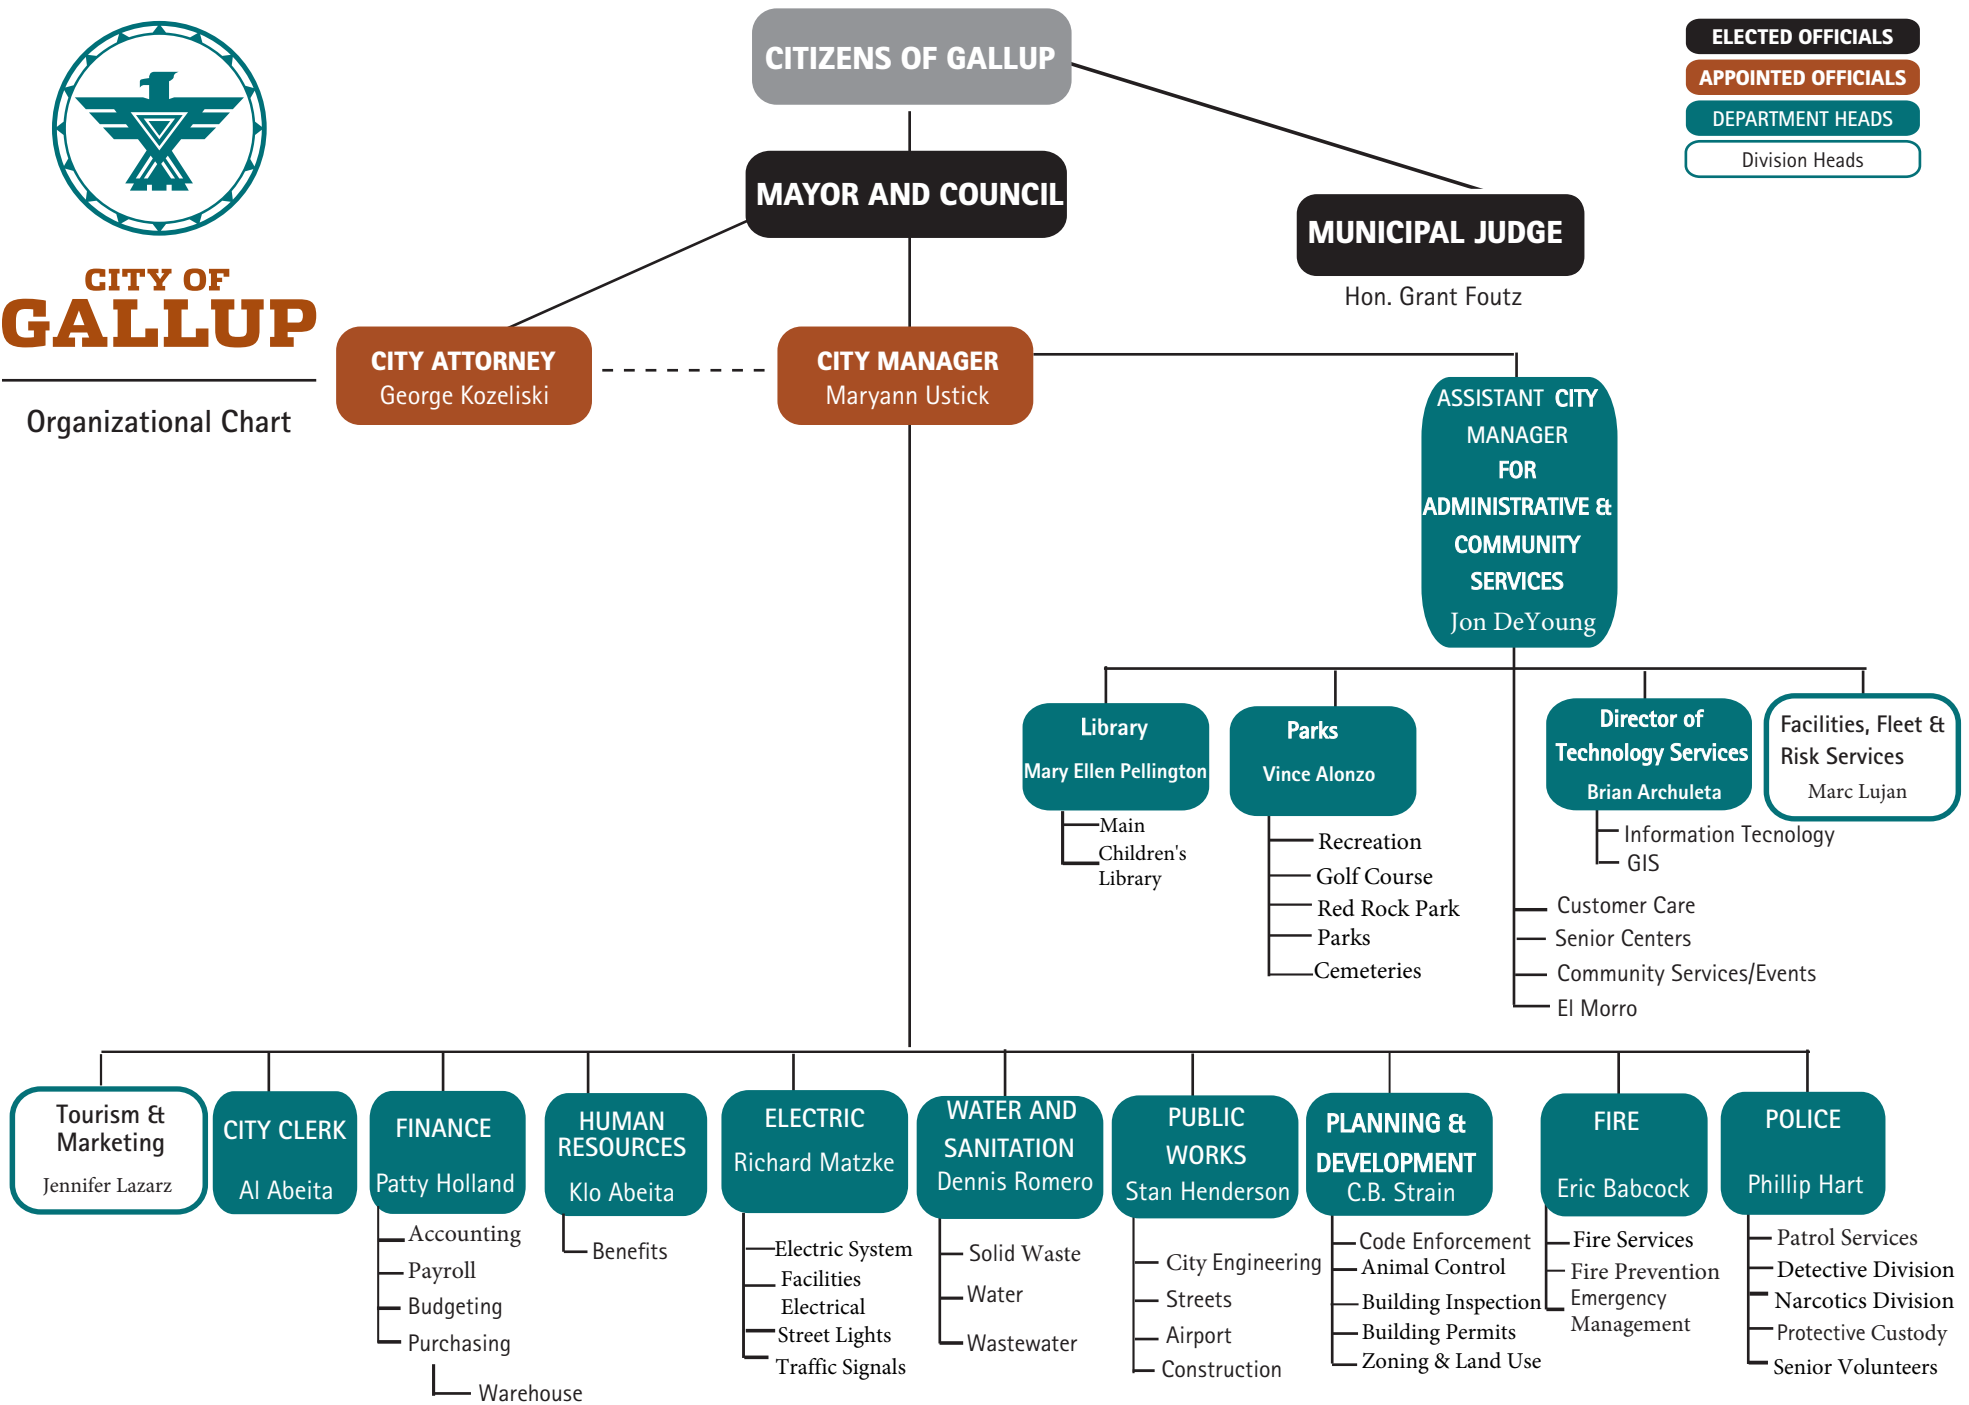 CITIZENS OF GALLUP
ELECTED OFFICIALS
APPOINTED OFFICIALS
DEPARTMENT HEADS
Division Heads
MAYOR AND COUNCIL
MUNICIPAL JUDGE
Hon. Grant Foutz
CITY OF
GALLUP
Organizational Chart
CITY ATTORNEY
George Kozeliski
CITY MANAGER
Maryann Ustick
ASSISTANT CITY
MANAGER
FOR
ADMINISTRATIVE &
COMMUNITY
SERVICES
Jon DeYoung
Library
Mary Ellen Pellington
Main
Children's
Library
Parks
Vince Alonzo
Recreation
Golf Course
Red Rock Park
Parks
Cemeteries
Director of
Technology Services
Brian Archuleta
Information Tecnology
GIS
Facilities, Fleet &
Risk Services
Marc Lujan
Customer Care
Senior Centers
Community Services/Events
El Morro
Tourism &
Marketing
Jennifer Lazarz
CITY CLERK
Al Abeita
FINANCE
Patty Holland
Accounting
Payroll
Budgeting
Purchasing
Warehouse
HUMAN
RESOURCES
Klo Abeita
Benefits
ELECTRIC
Richard Matzke
Electric System
Facilities
Electrical
Street Lights
Traffic Signals
WATER AND
SANITATION
Dennis Romero
Solid Waste
Water
Wastewater
PUBLIC
WORKS
Stan Henderson
City Engineering
Streets
Airport
Construction
PLANNING &
DEVELOPMENT
C.B. Strain
Code Enforcement
Animal Control
Building Inspection
Building Permits
Zoning & Land Use
FIRE
Eric Babcock
Fire Services
Fire Prevention
Emergency
Management
POLICE
Phillip Hart
Patrol Services
Detective Division
Narcotics Division
Protective Custody
Senior Volunteers